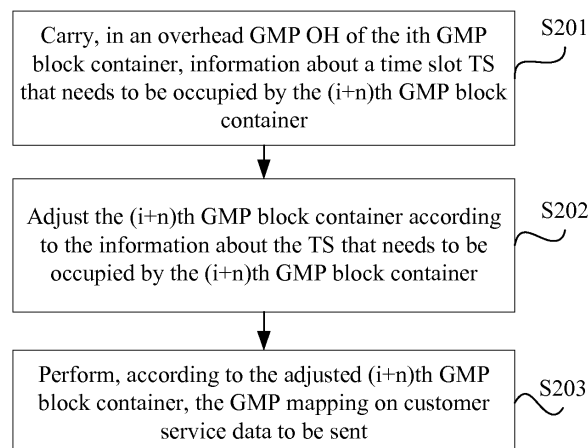 Carry, in an overhead GMP OH of the ith GMP
block container, information about a time slot TS
that needs to be occupied by the (i+n)th GMP block
container
S201
Adjust the (i+n)th GMP block container according
to the information about the TS that needs to be
occupied by the (i+n)th GMP block container
S202
Perform, according to the adjusted (i+n)th GMP
block container, the GMP mapping on customer
service data to be sent
S203